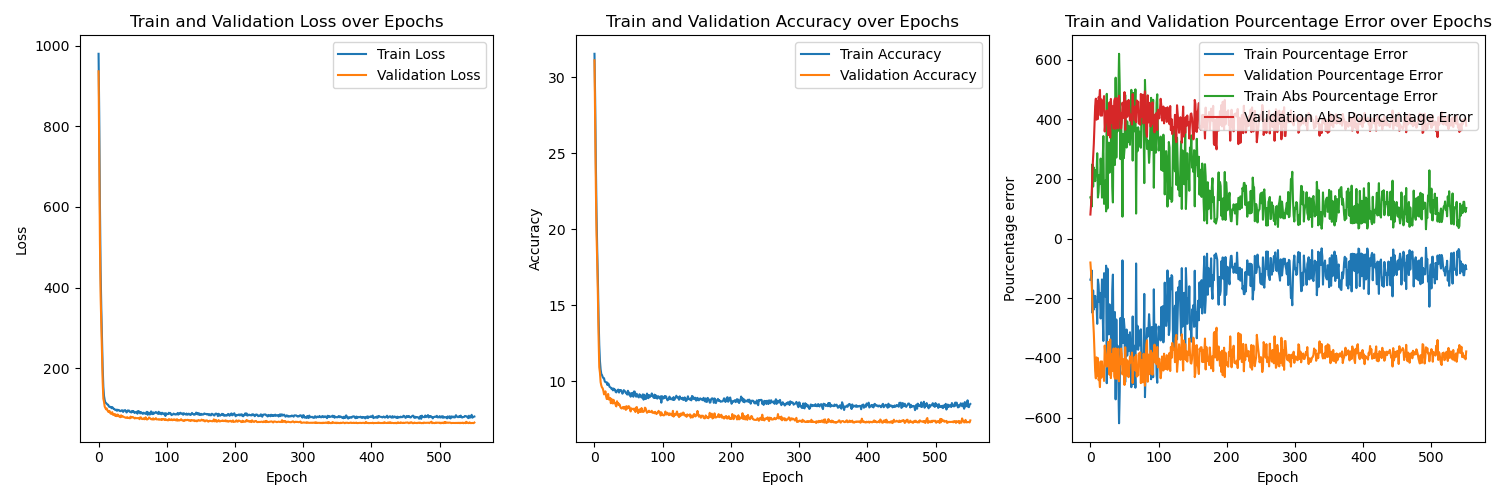 Train and Validation Loss over Epochs
Loss
1000
800
600
400
200
0
100
200
300
400
500
Epoch
Train Loss
Validation Loss
Train and Validation Accuracy over Epochs
Accuracy
30
25
20
15
10
0
100
200
300
400
500
Epoch
Train Accuracy
Validation Accuracy
Train and Validation Pourcentage Error over Epochs
Pourcentage error
600
400
200
0
−200
−400
−600
0
100
200
300
400
500
Epoch
Train Pourcentage Error
Validation Pourcentage Error
Train Abs Pourcentage Error
Validation Abs Pourcentage Error